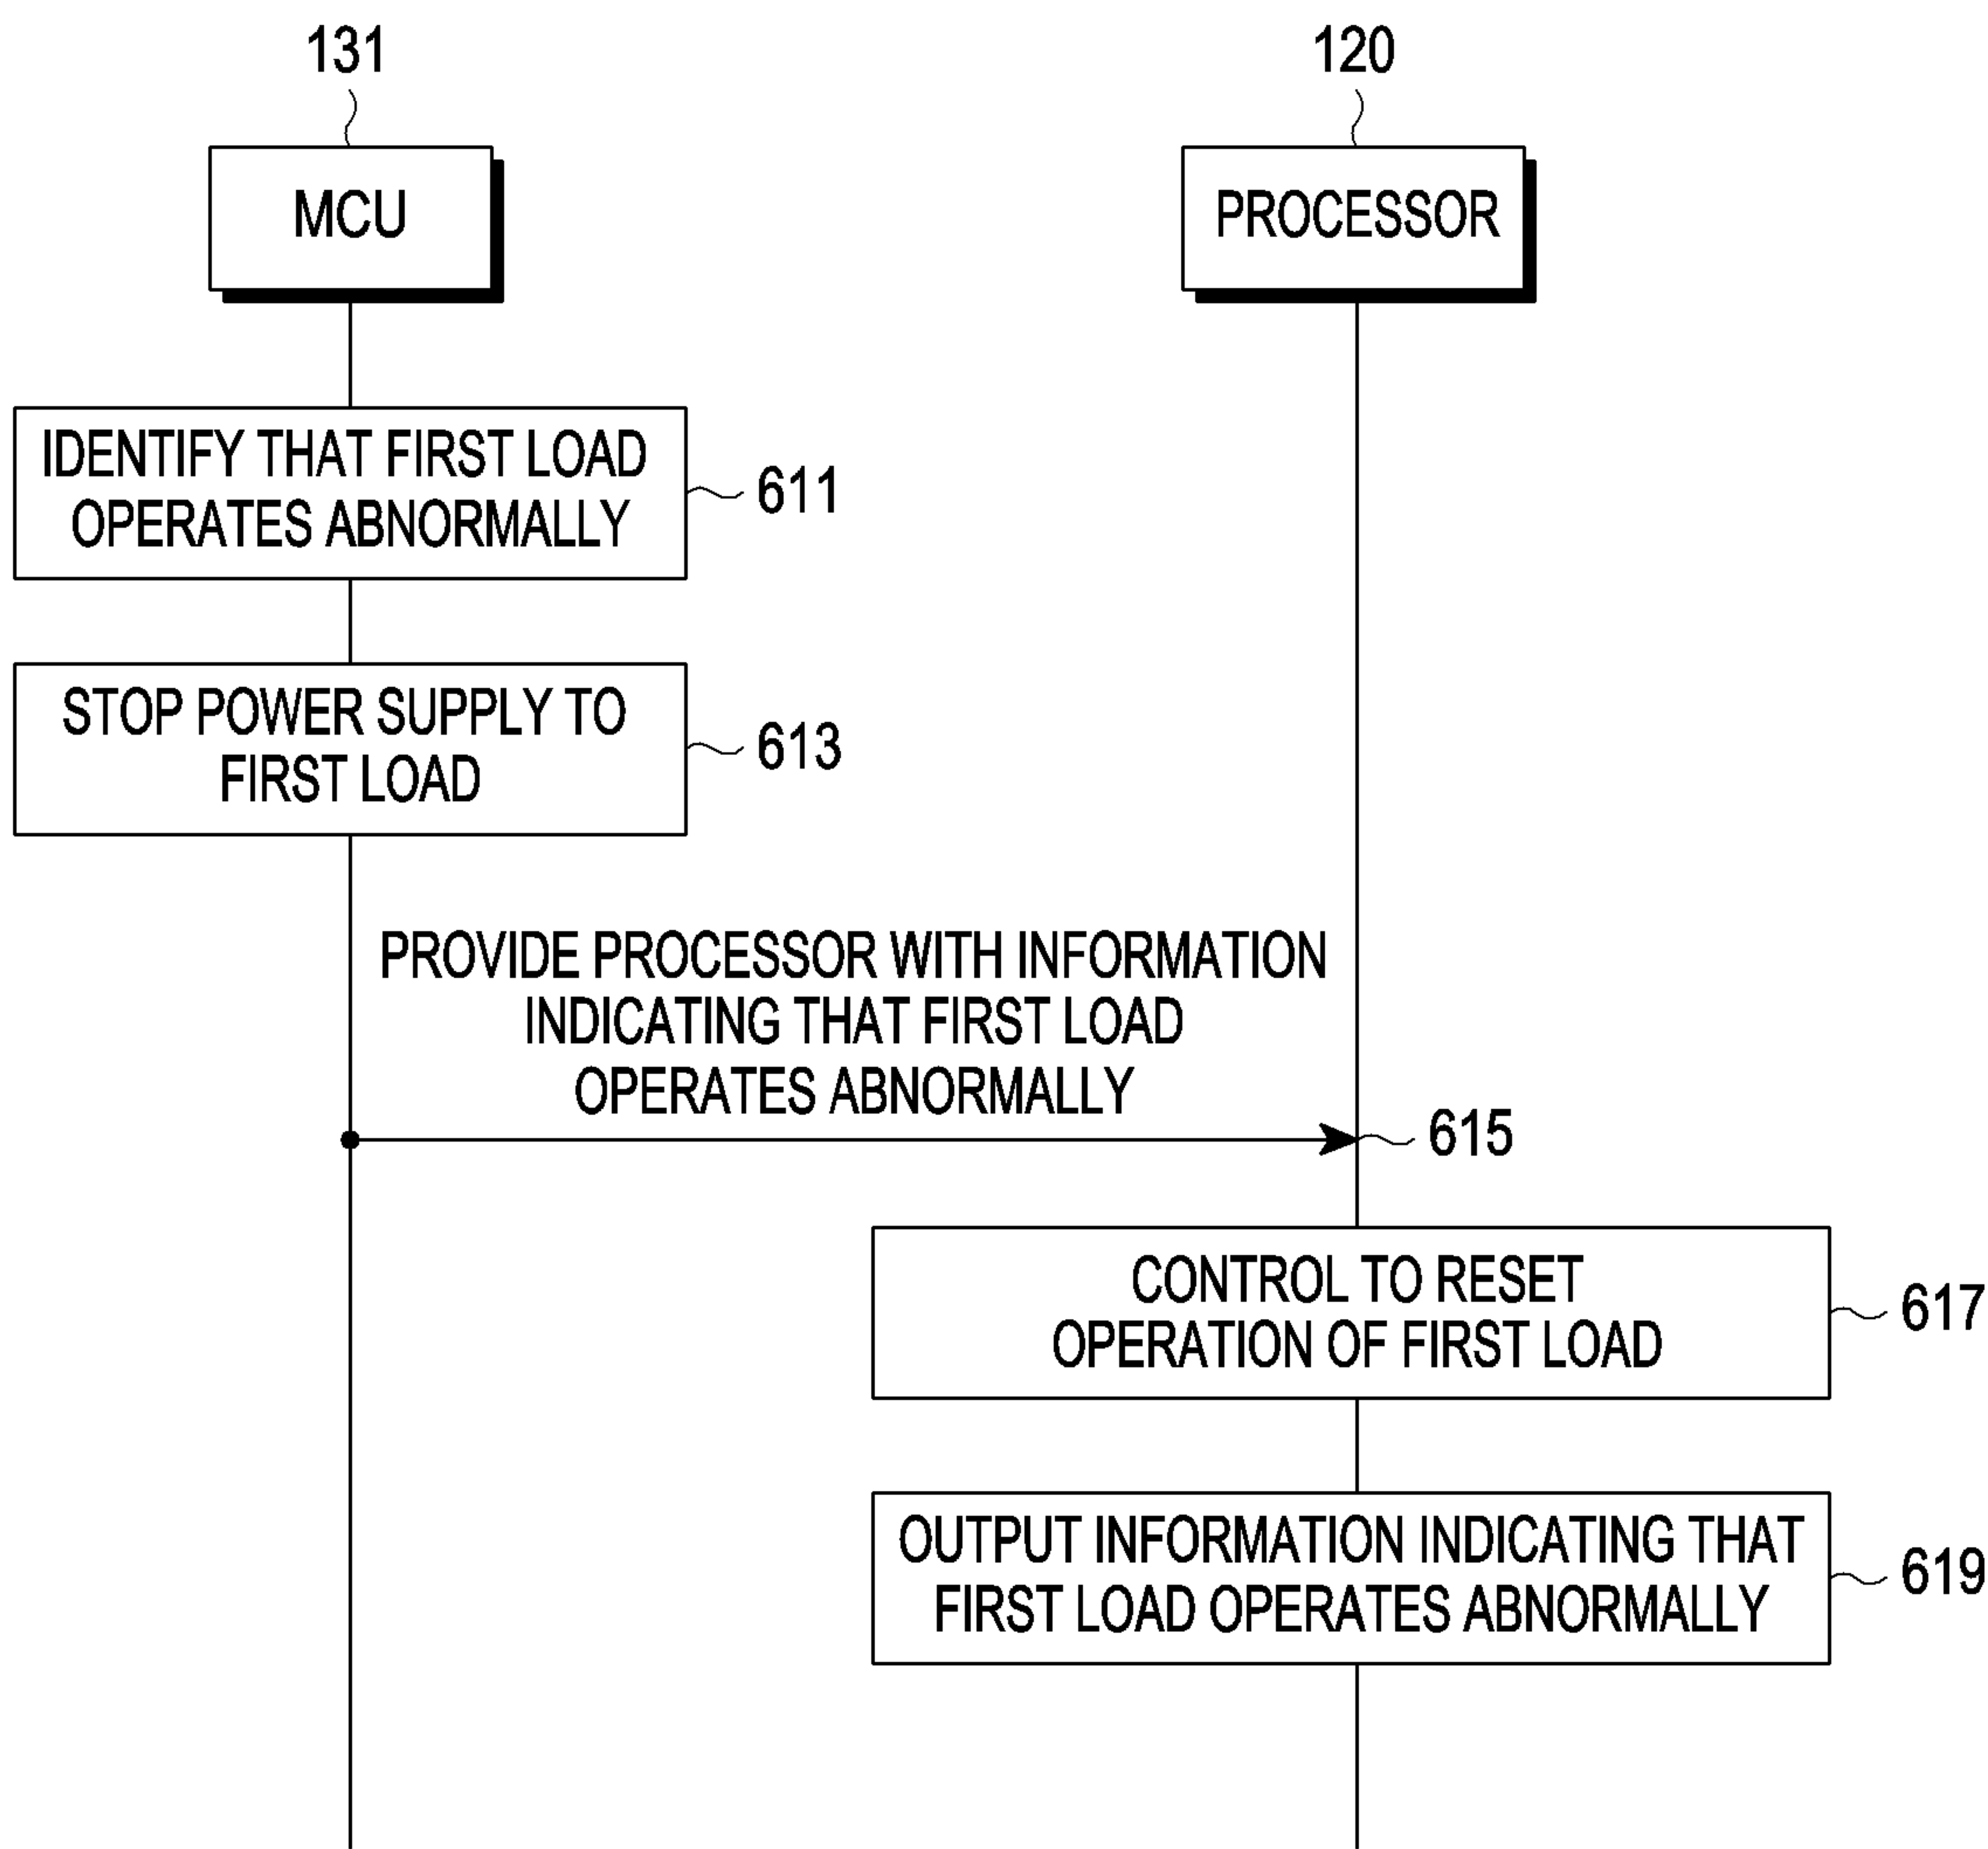 131
120
MCU
PROCESSOR
IDENTIFY THAT FIRST LOAD
OPERATES ABNORMALLY
611
STOP POWER SUPPLY TO
FIRST LOAD
613
PROVIDE PROCESSOR WITH INFORMATION
INDICATING THAT FIRST LOAD
OPERATES ABNORMALLY
615
CONTROL TO RESET
OPERATION OF FIRST LOAD
617
OUTPUT INFORMATION INDICATING THAT
FIRST LOAD OPERATES ABNORMALLY
619